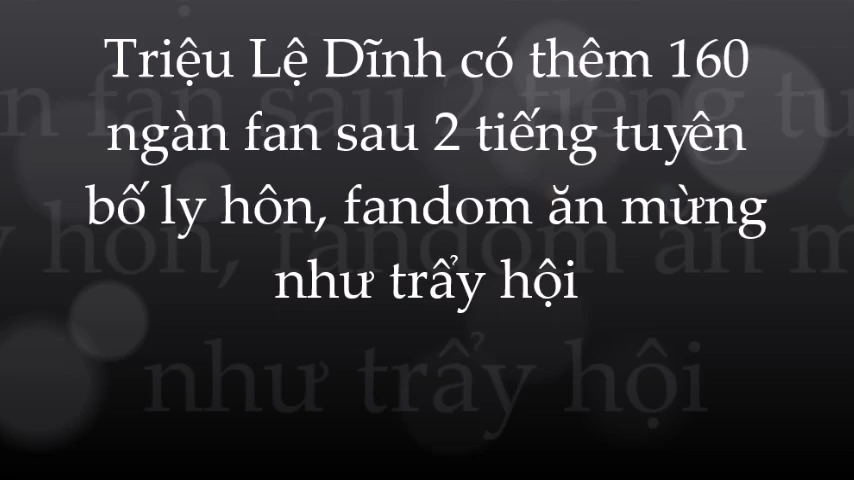 Triệu Lệ Dĩnh có thêm 160
ngàn fan sau 2 tiếng tuyên
bố ly hôn, fandom ăn mừng
như trẩy hội